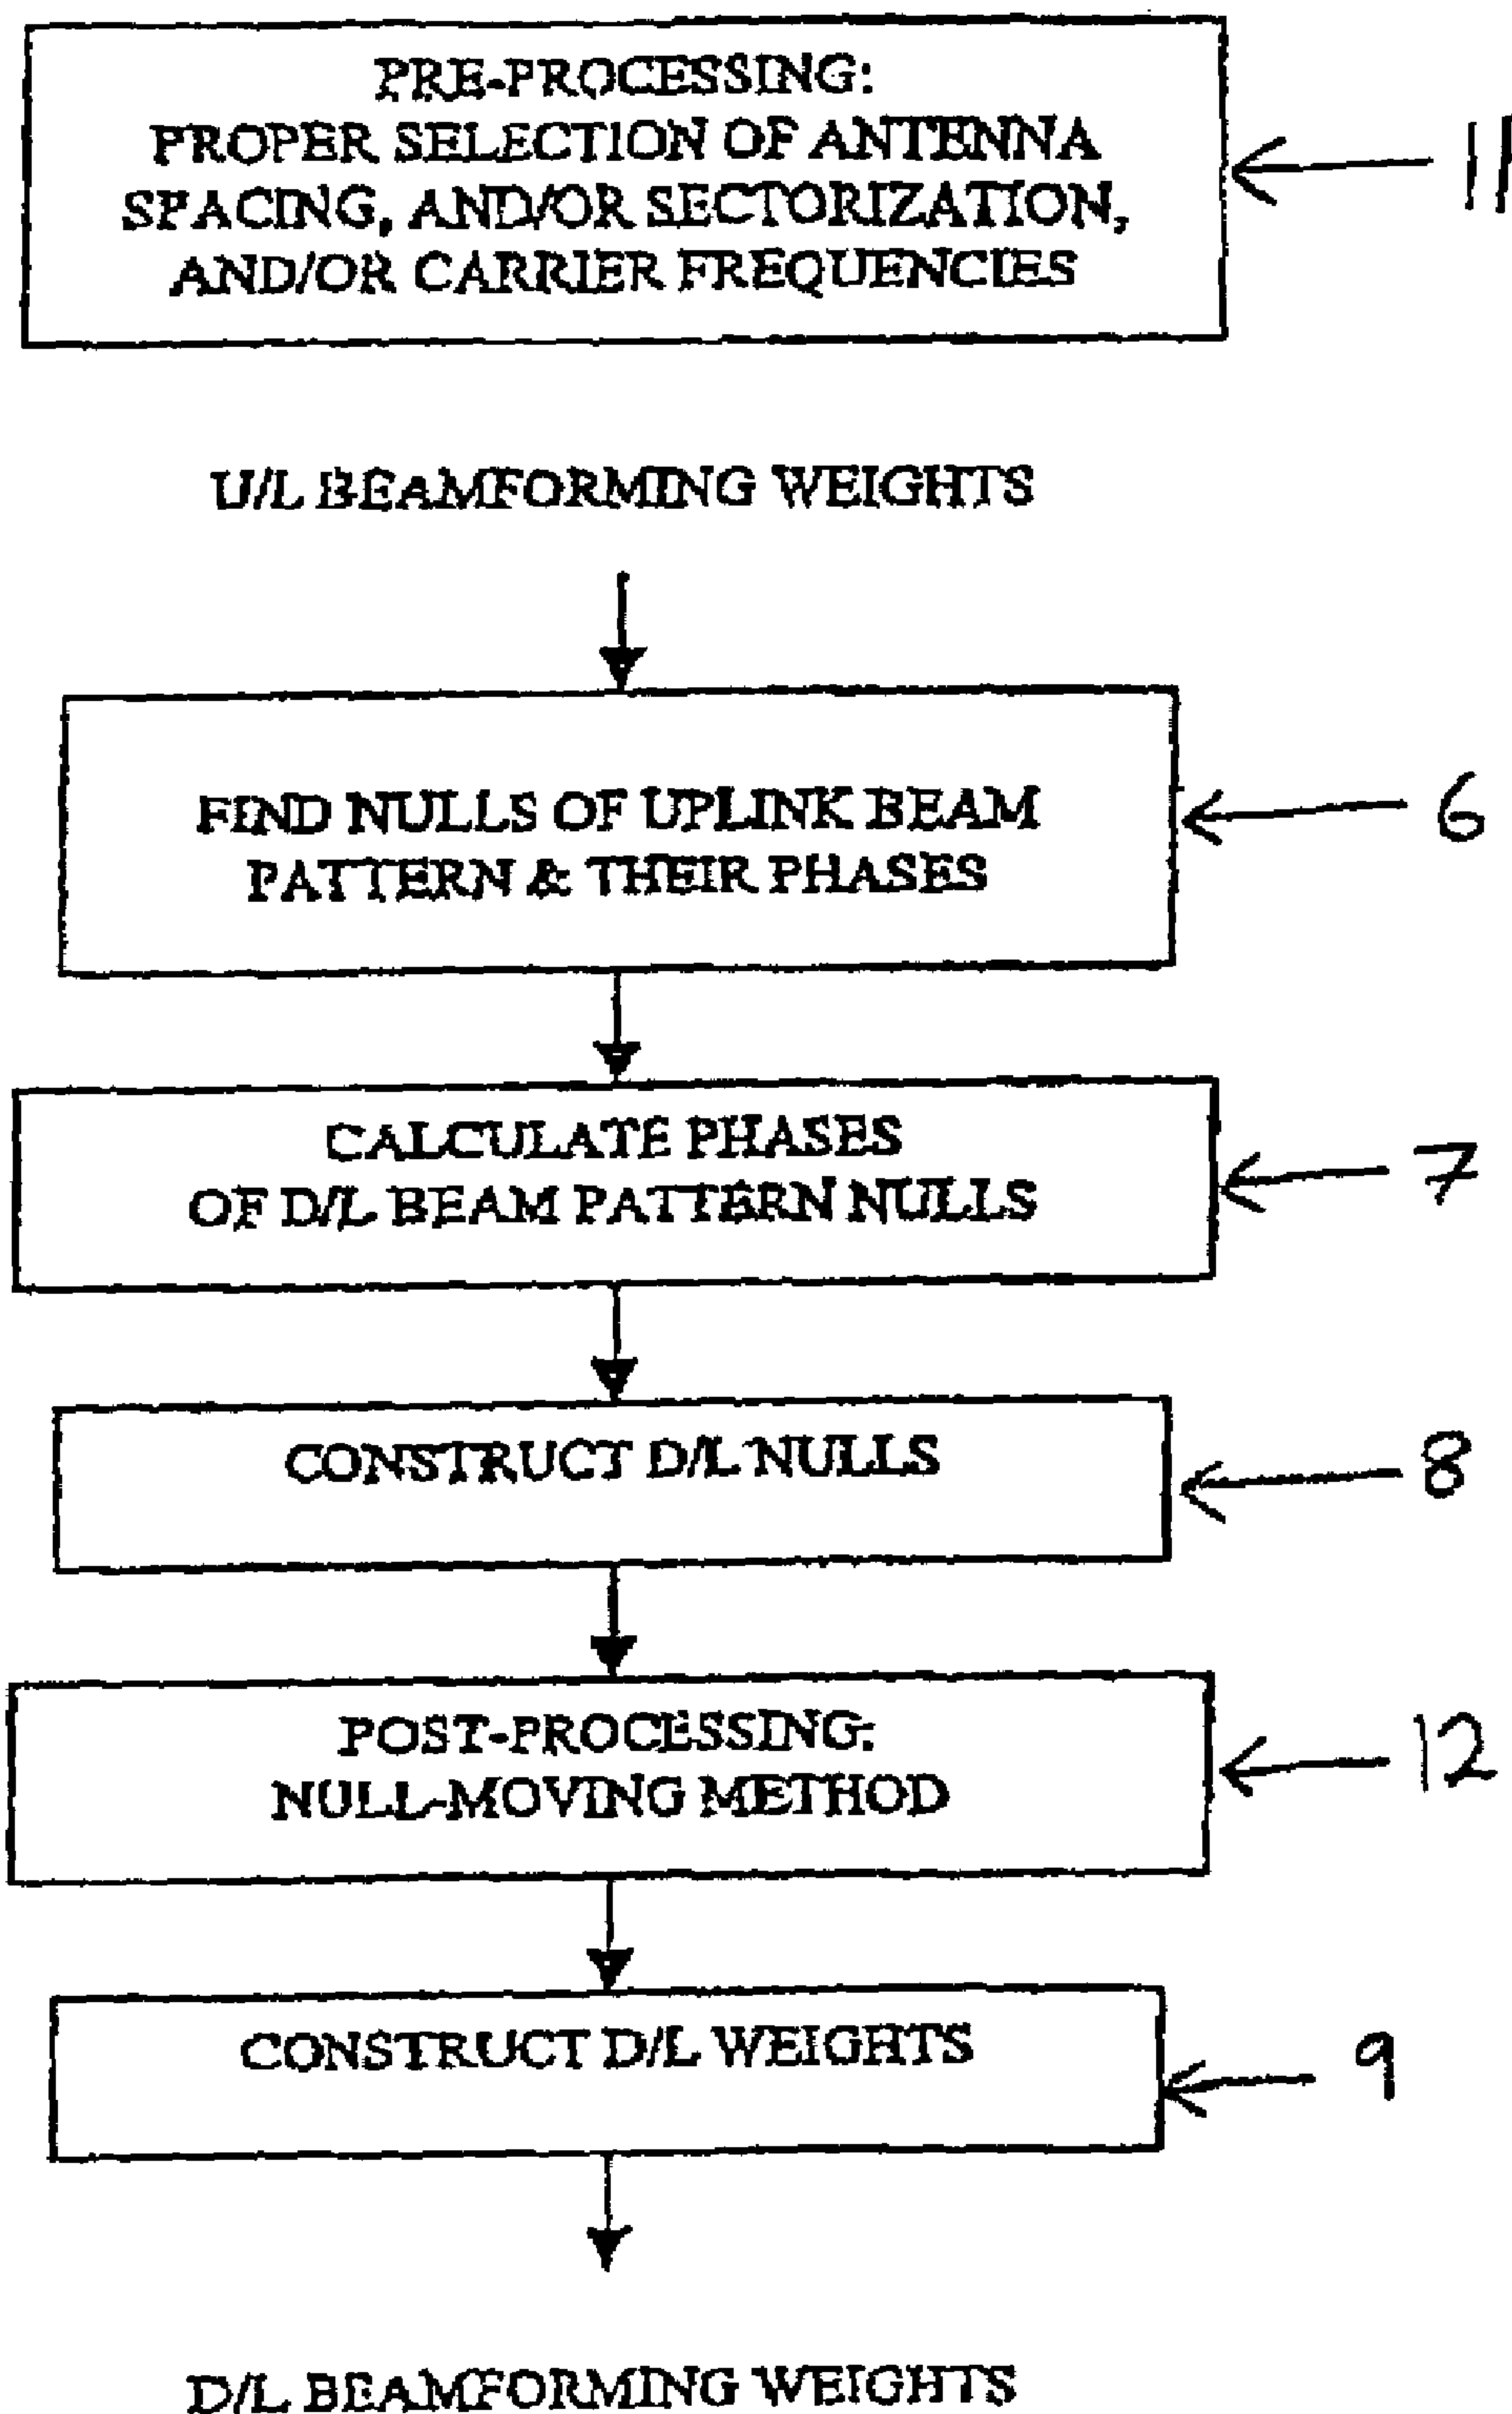 PRE-PROCESSING:
PROPER SELECTION OF ANTENNA
SPACING, AND/OR SECTORIZATION,
AND/OR CARRIER FREQUENCIES
11
U/L BEAMFORMING WEIGHTS
FIND NULLS OF UPLINK BEAM
PATTERN & THEIR PHASES
6
CALCULATE PHASES
OF D/L BEAM PATTERN NULLS
7
CONSTRUCT D/L NULLS
8
POST-PROCESSING:
NULL-MOVING METHOD
12
CONSTRUCT D/L WEIGHTS
9
D/L BEAMFORMING WEIGHTS